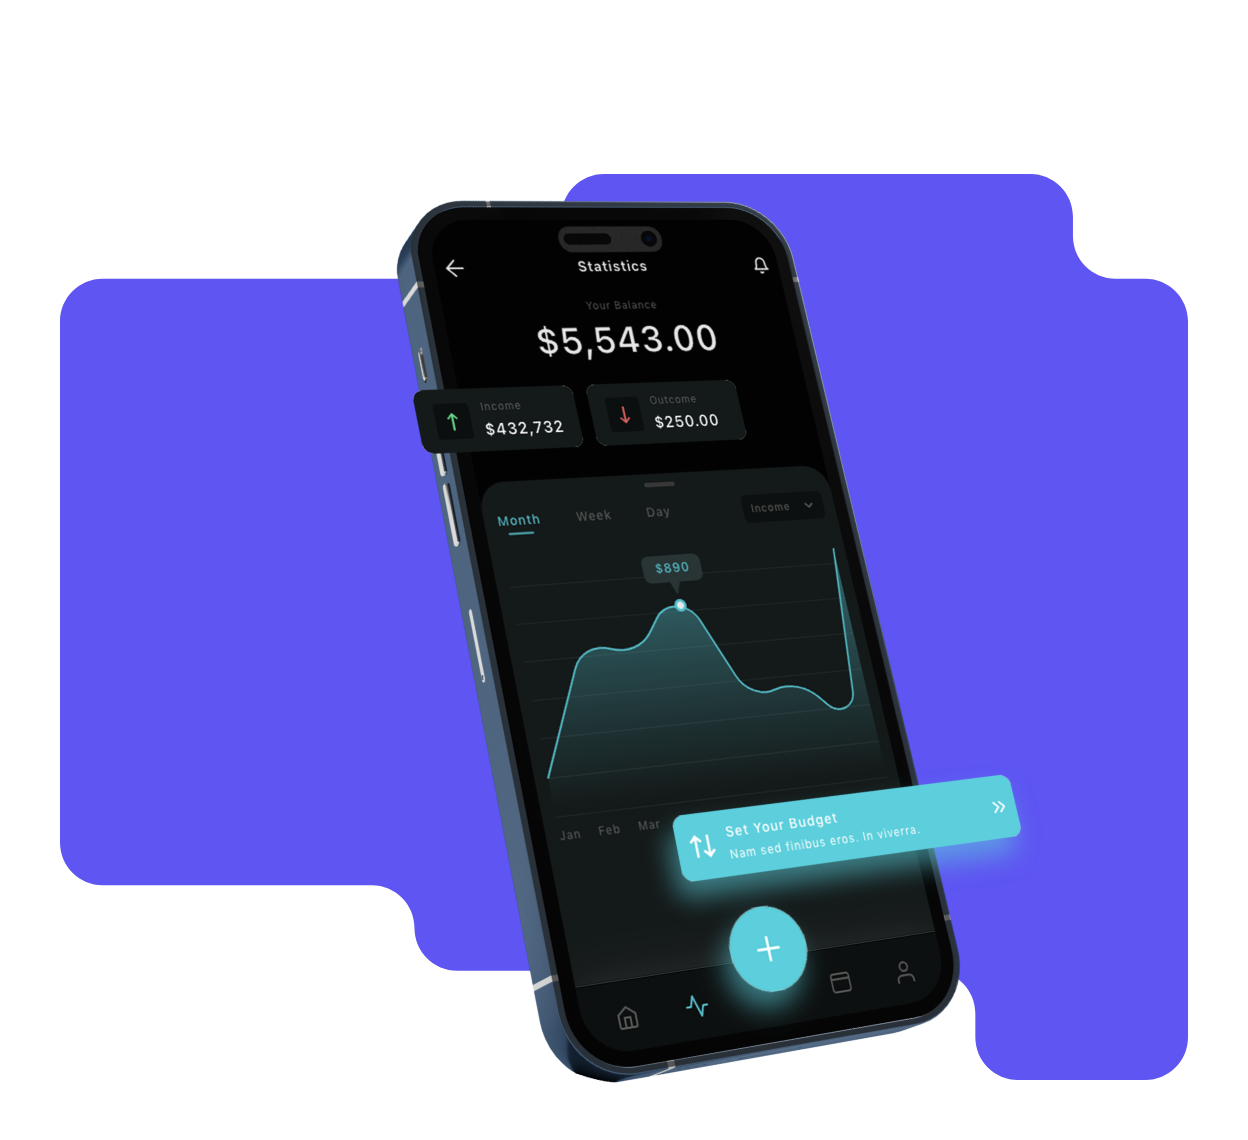 Statistics
Your Balance
$5,543.00
Income
$432,732
Outcome
$250.00
Month Week Day
Income
$890
Jan Feb Mar
Set Your Budget
Nam sed finibus eros. In viverra.